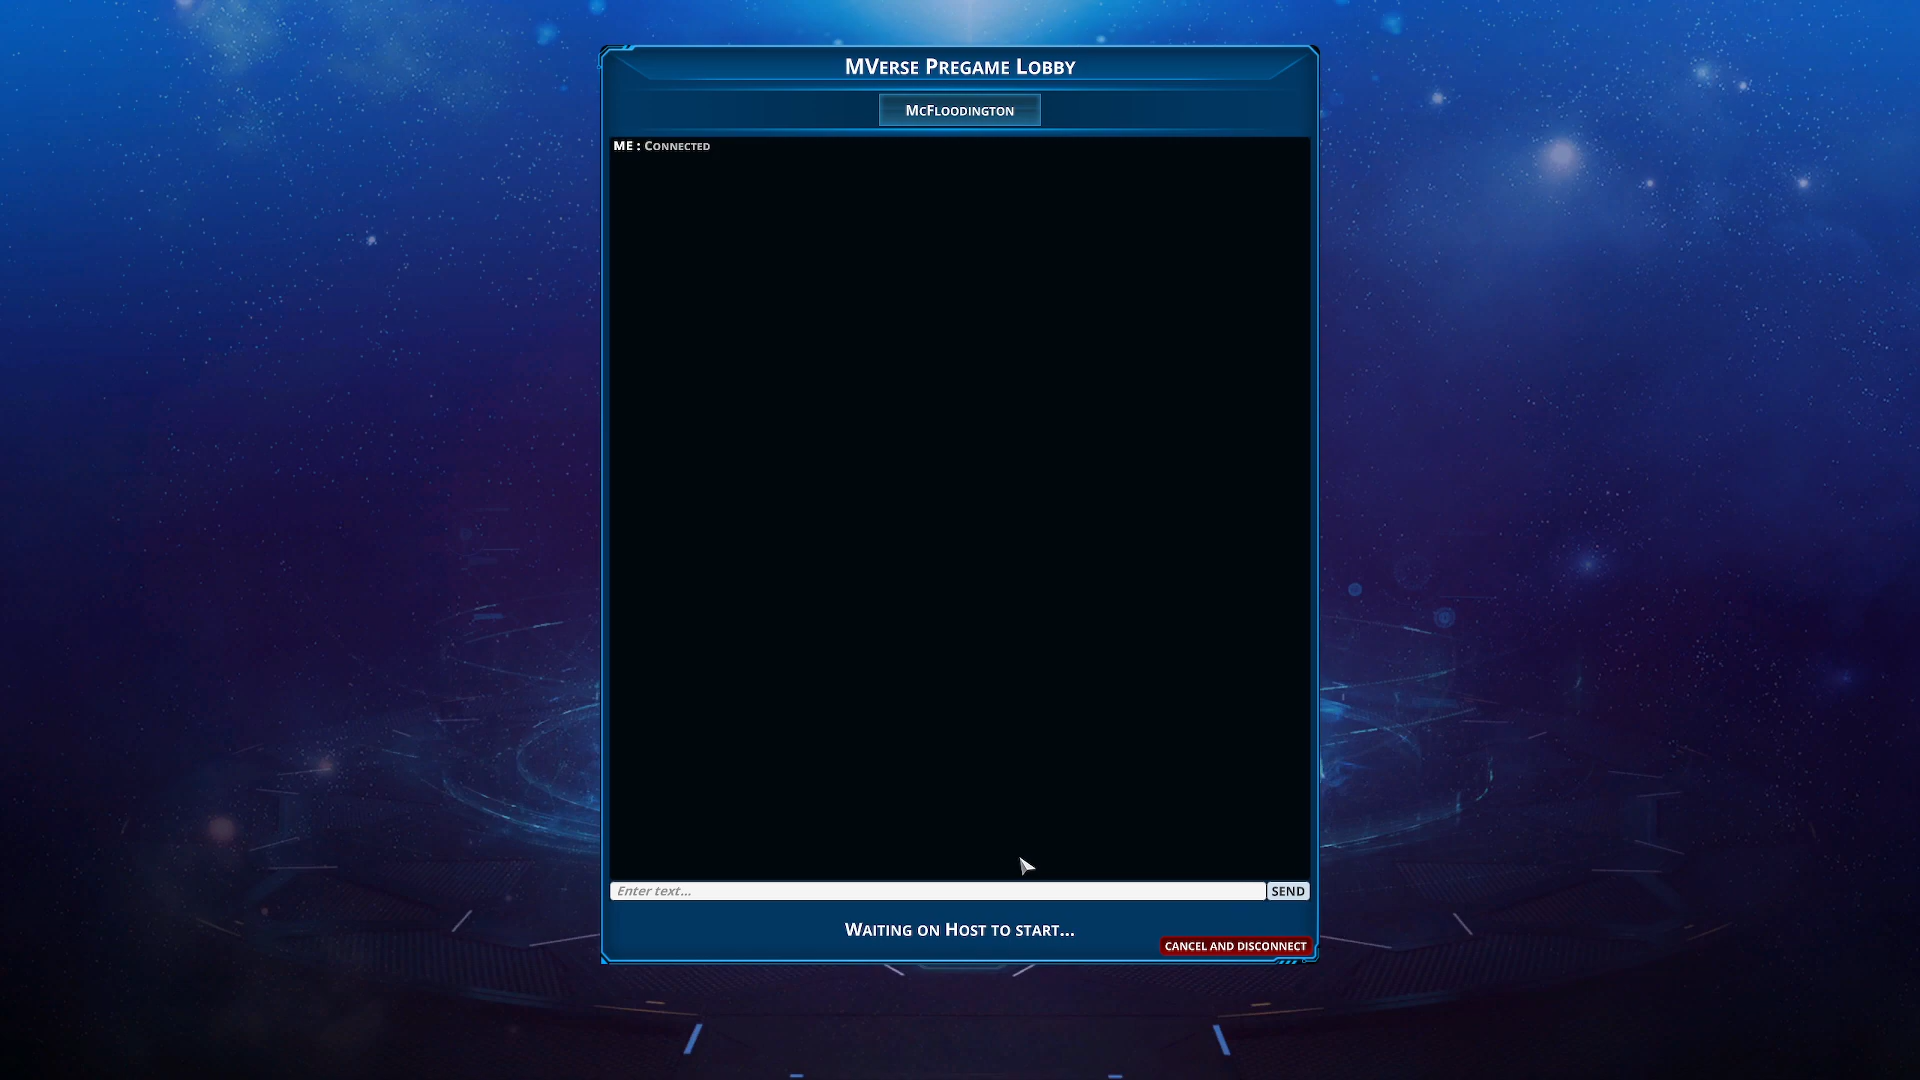 MVerse Pregame Lobby
McFloodington
ME : Connected
Enter text...
SEND
Waiting on Host to start...
CANCEL AND DISCONNECT